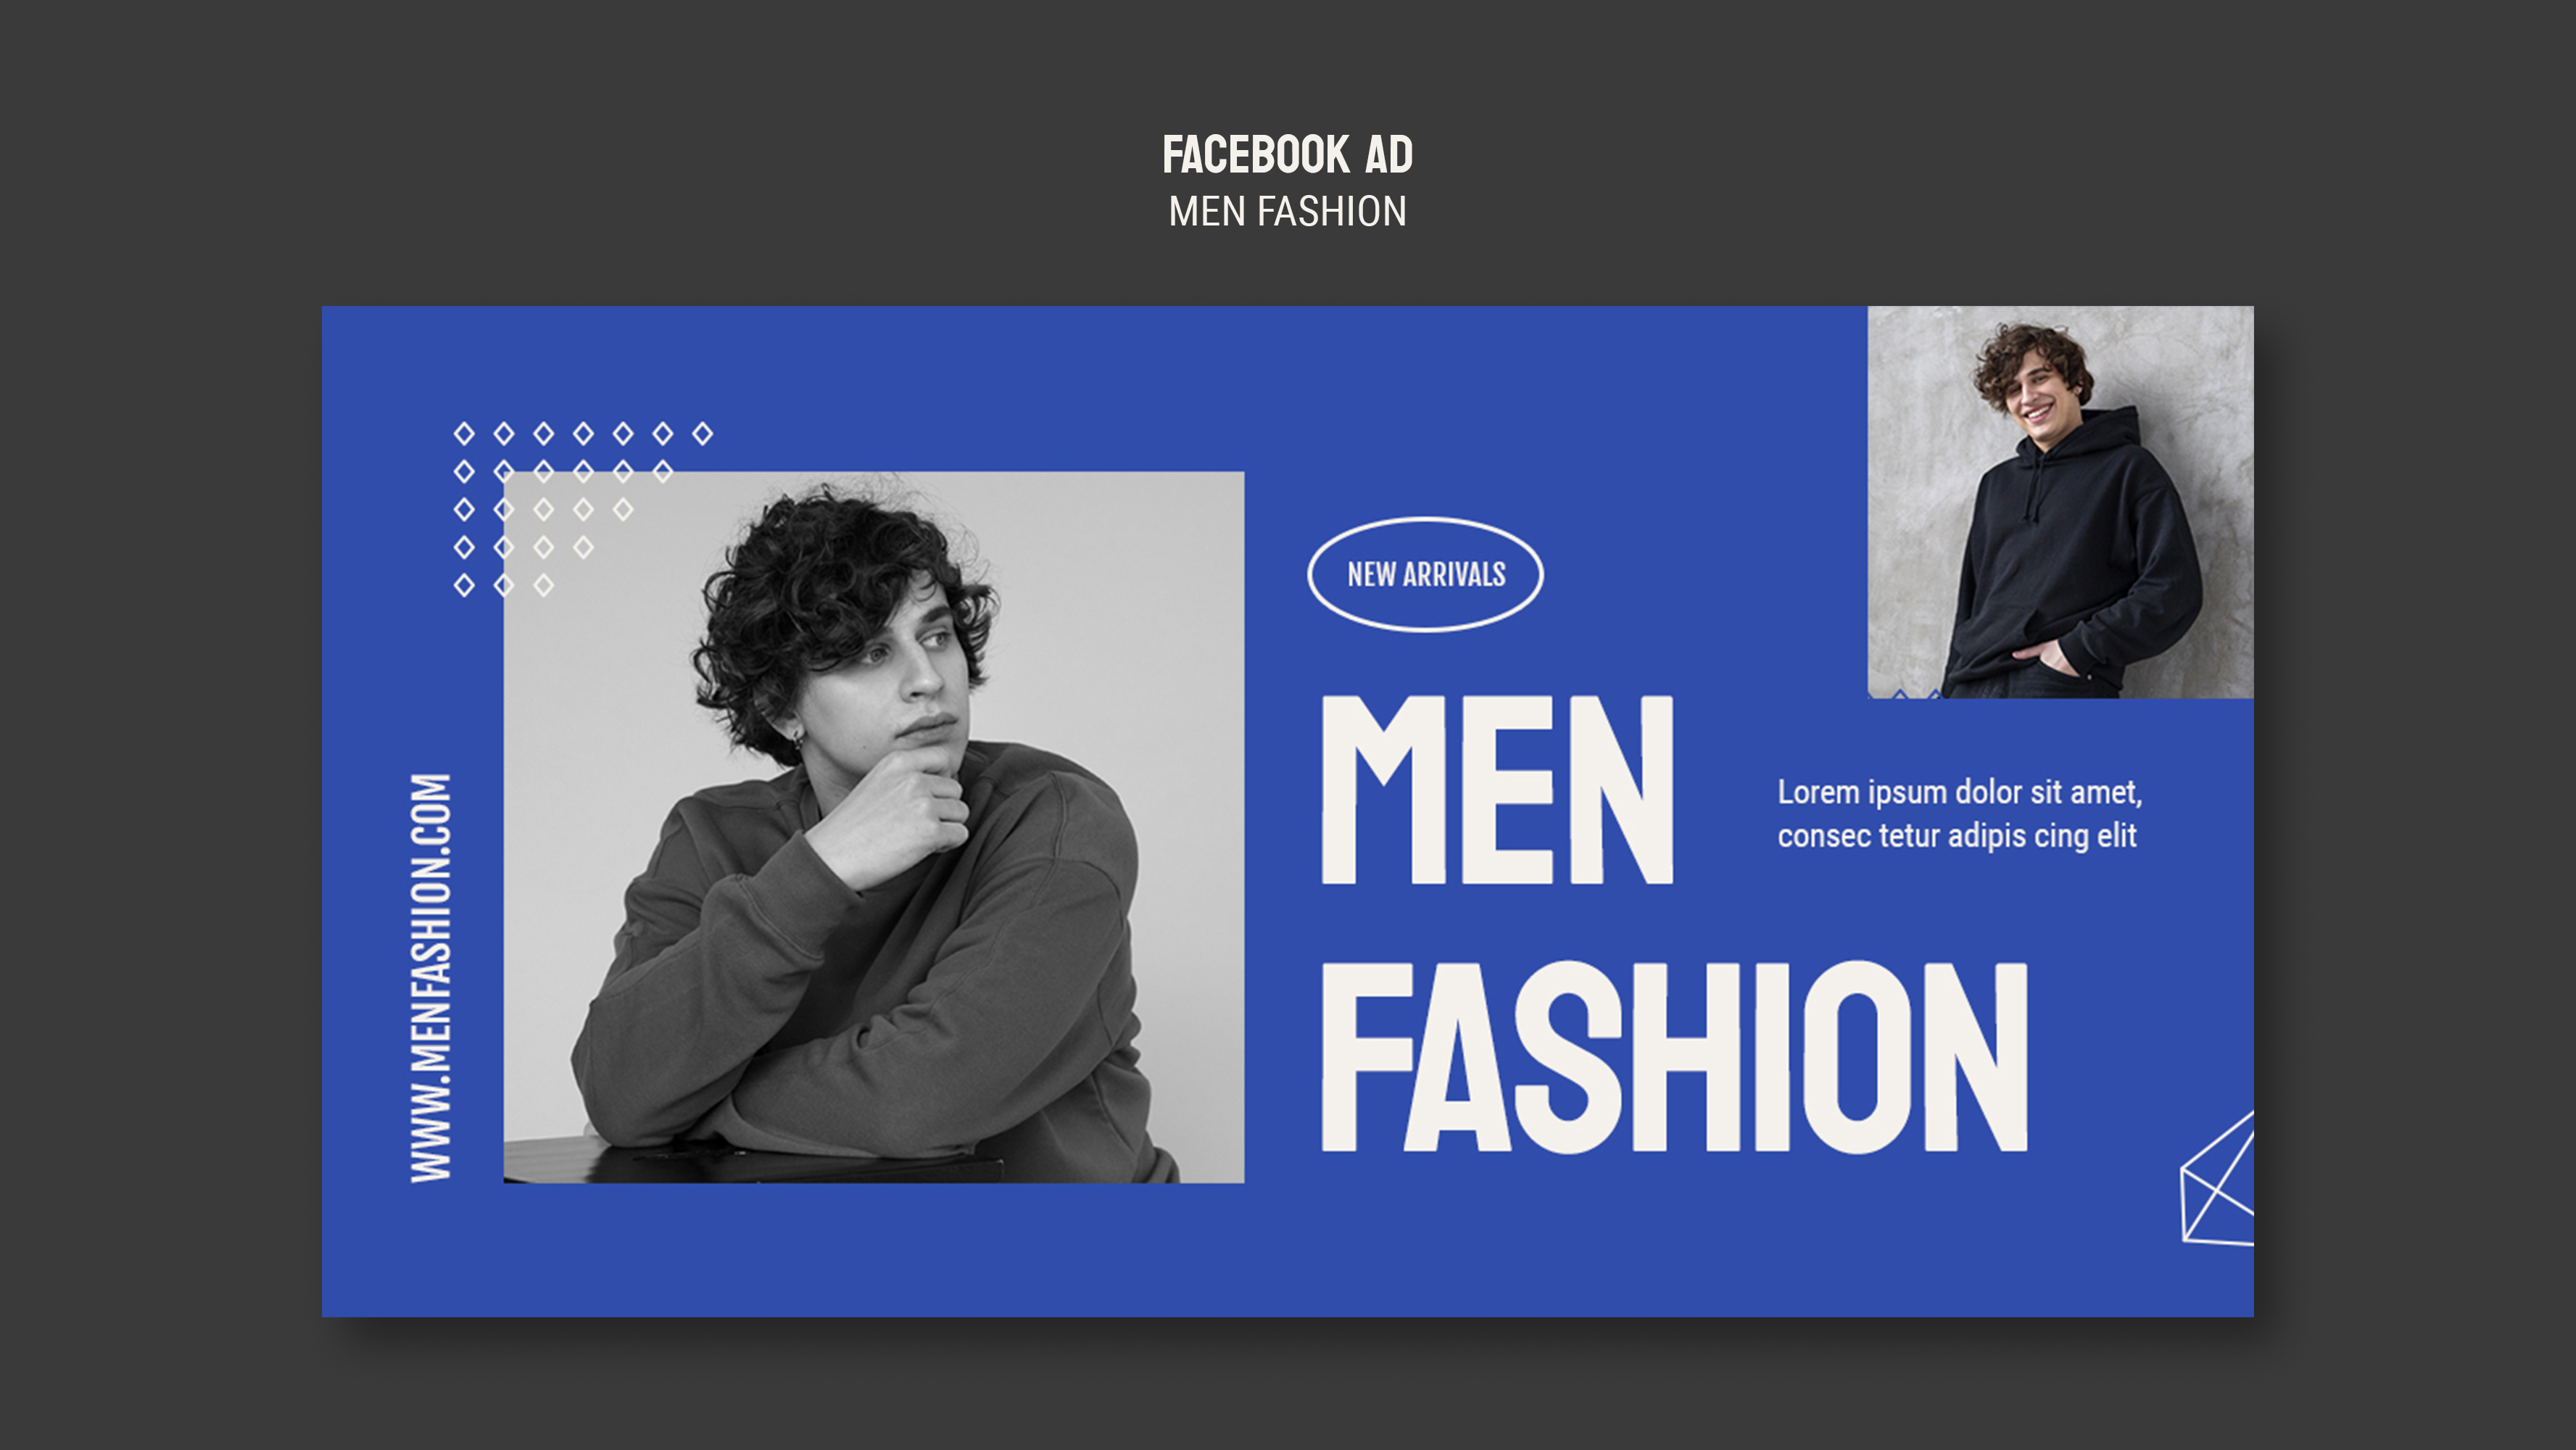 FACEBOOK AD
MEN FASHION
NEW ARRIVALS
MEN
FASHION
Lorem ipsum dolor sit amet,
consec tetur adipis cing elit
WWW.MENFASHION.COM